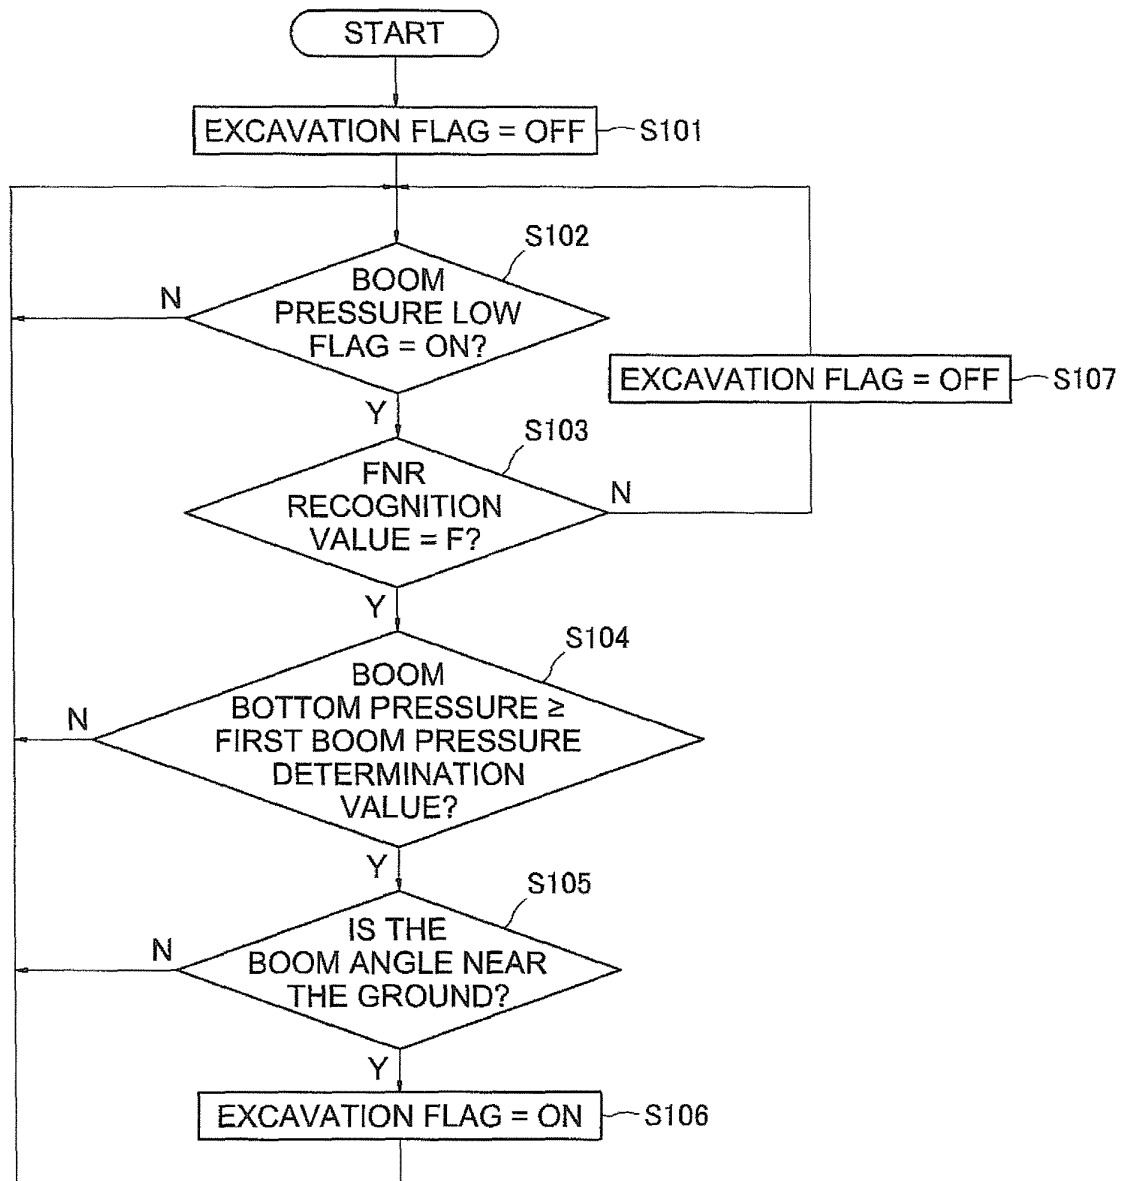 START
EXCAVATION FLAG = OFF
S101
S102
BOOM
PRESSURE LOW
FLAG = ON?
N
Y
EXCAVATION FLAG = OFF
S107
S103
FNR
RECOGNITION
VALUE = F?
N
Y
S104
BOOM
BOTTOM PRESSURE ≥
FIRST BOOM PRESSURE
DETERMINATION
VALUE?
N
Y
S105
IS THE
BOOM ANGLE NEAR
THE GROUND?
N
Y
EXCAVATION FLAG = ON
S106